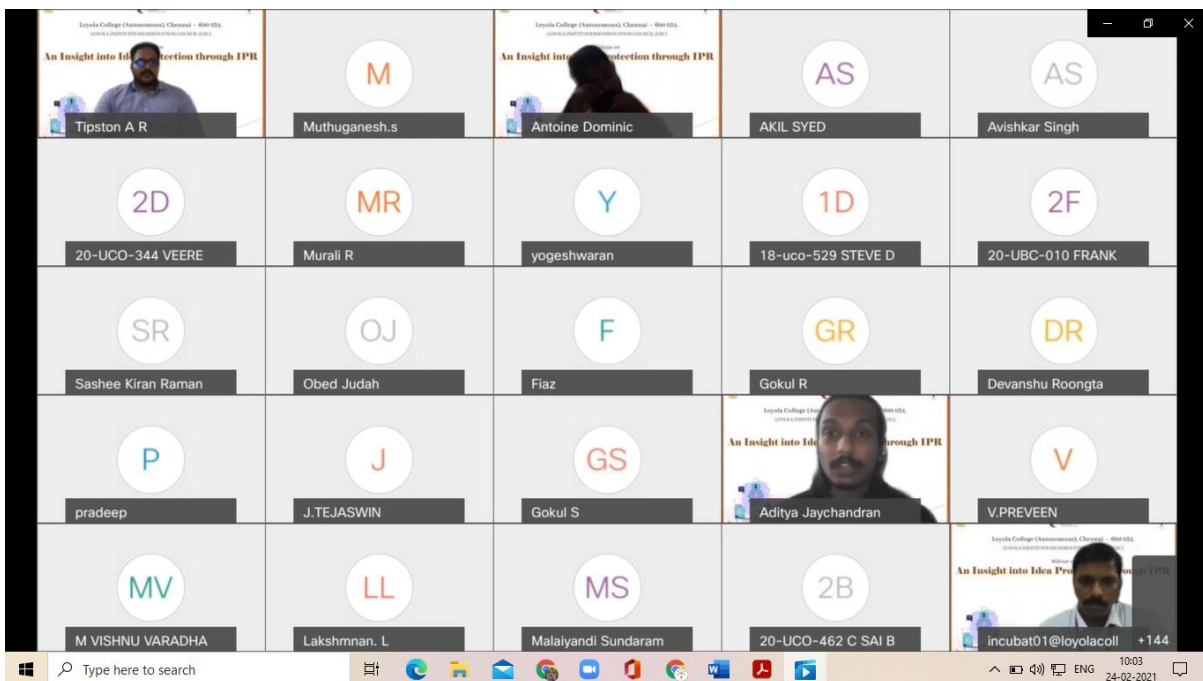 Loyola College (Autonomous), Chennai - 600 034.
An Insight into Ide tection through IPR
Tipston A R
M
Muthuganesh.s
Loyola College (Autonomous), Chennai - 600 034.
An Insight into otection through IPR
Antoine Dominic
AS
AKIL SYED
AS
Avishkar Singh
2D
20-UCO-344 VEERE
MR
Murali R
Y
yogeshwaran
1D
18-uco-529 STEVE D
2F
20-UBC-010 FRANK
SR
Sashee Kiran Raman
OJ
Obed Judah
F
Fiaz
GR
Gokul R
DR
Devanshu Roongta
P
pradeep
J
J.TEJASWIN
GS
Gokul S
Loyola College (Au 600 034.
An Insight into Ide hrough IPR
Aditya Jaychandran
V
V.PREVEEN
MV
M VISHNU VARADHA
LL
Lakshmnan. L
MS
Malaiyandi Sundaram
2B
20-UCO-462 C SAI B
Loyola College (Autonomous), Chennai - 600 034.
An Insight into Idea Pro ough IPR
incubat01@loyolacoll +144
Type here to search
ENG
10:03
24-02-2021